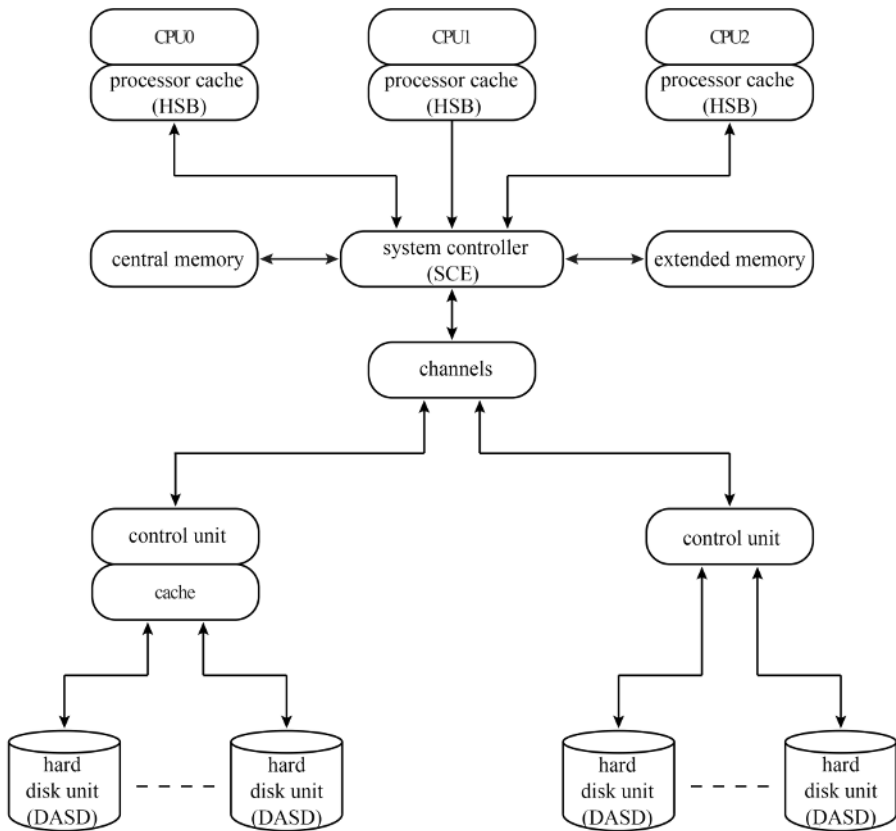 CPU0
processor cache
(HSB)
CPU1
processor cache
(HSB)
CPU2
processor cache
(HSB)
central memory
system controller
(SCE)
extended memory
channels
control unit
cache
control unit
hard
disk unit
(DASD)
hard
disk unit
(DASD)
hard
disk unit
(DASD)
hard
disk unit
(DASD)